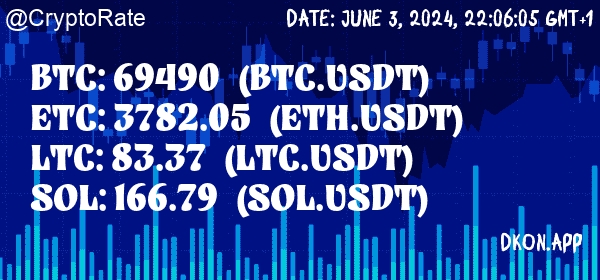 @CryptoRate
DATE: JUNE 3, 2024, 22:06:05 GMT+1
BTC: 69490 (BTC.USDT)
ETC: 3782.05 (ETH.USDT)
LTC: 83.37 (LTC.USDT)
SOL: 166.79 (SOL.USDT)
DKON.APP